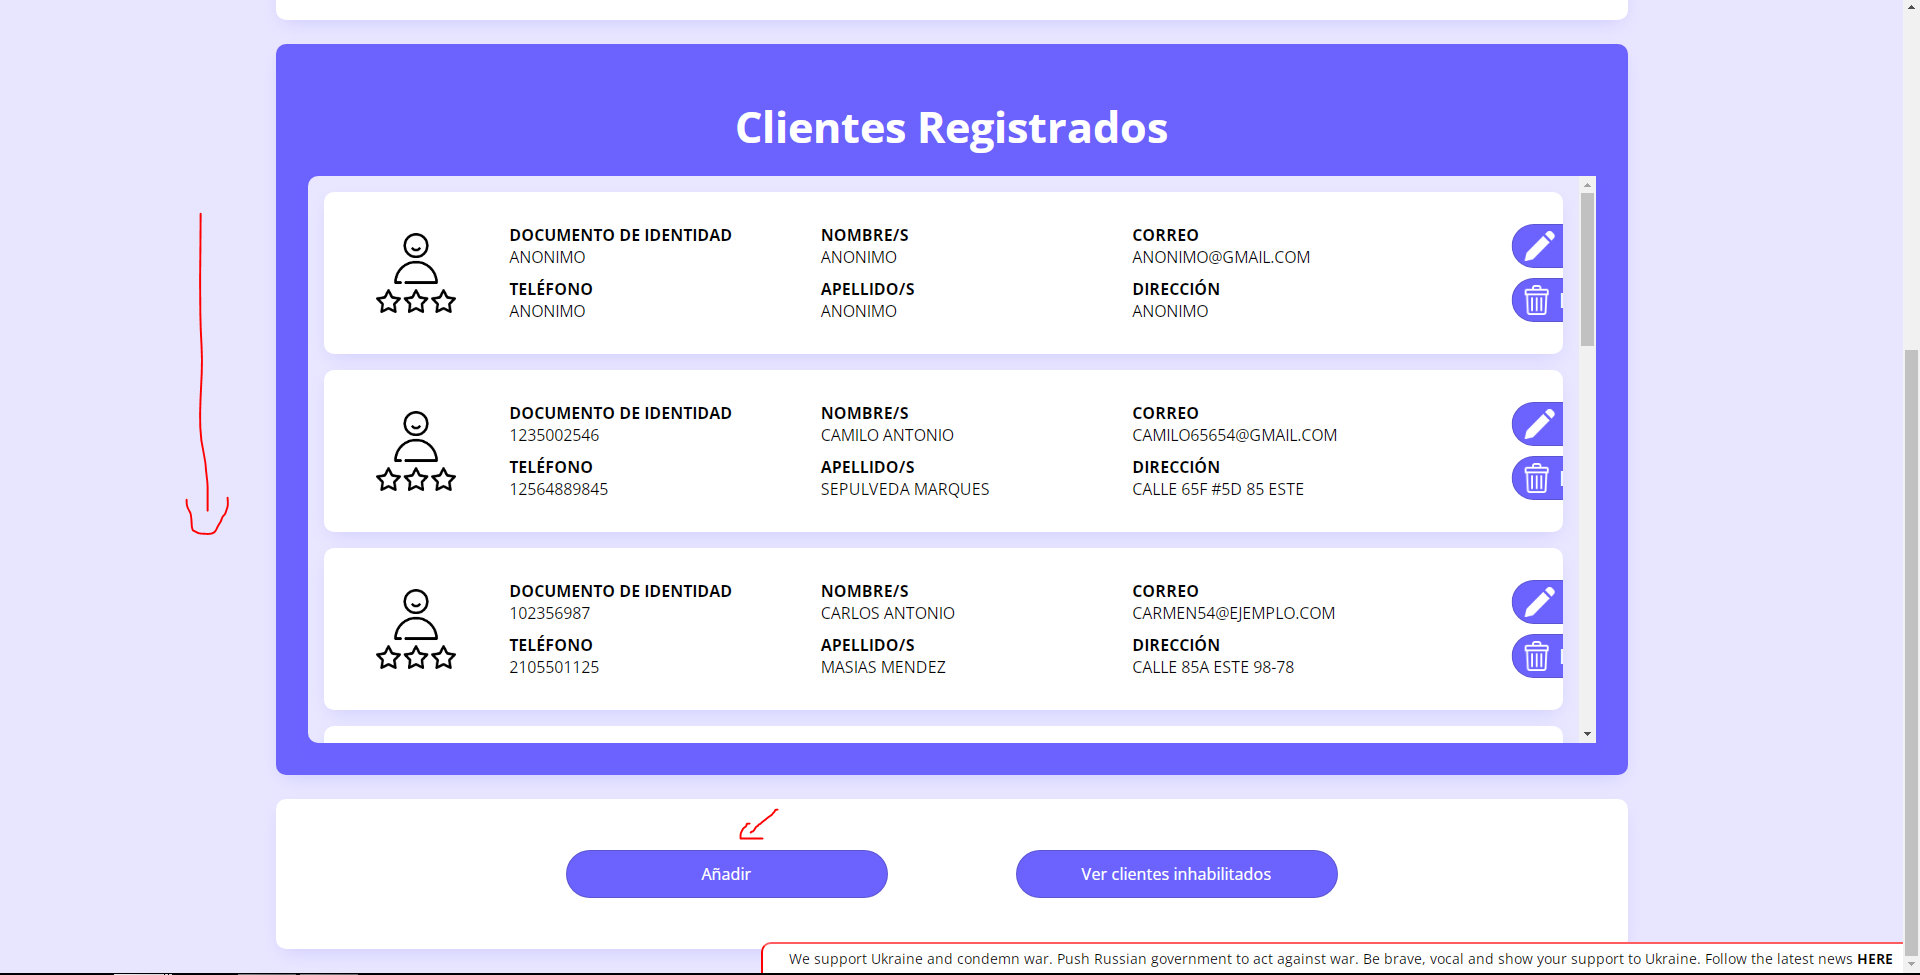 Clientes Registrados
DOCUMENTO DE IDENTIDAD NOMBRE/S CORREO
ANONIMO ANONIMO ANONIMO@GMAIL.COM
TELÉFONO APELLIDO/S DIRECCIÓN
ANONIMO ANONIMO ANONIMO
DOCUMENTO DE IDENTIDAD NOMBRE/S CORREO
1235002546 CAMILO ANTONIO CAMILO65654@GMAIL.COM
TELÉFONO APELLIDO/S DIRECCIÓN
12564889845 SEPULVEDA MARQUES CALLE 65F #5D 85 ESTE
DOCUMENTO DE IDENTIDAD NOMBRE/S CORREO
102356987 CARLOS ANTONIO CARMEN54@EJEMPLO.COM
TELÉFONO APELLIDO/S DIRECCIÓN
2105501125 MASIAS MENDEZ CALLE 85A ESTE 98-78
Añadir Ver clientes inhabilitados
We support Ukraine and condemn war. Push Russian government to act against war. Be brave, vocal and show your support to Ukraine. Follow the latest news HERE